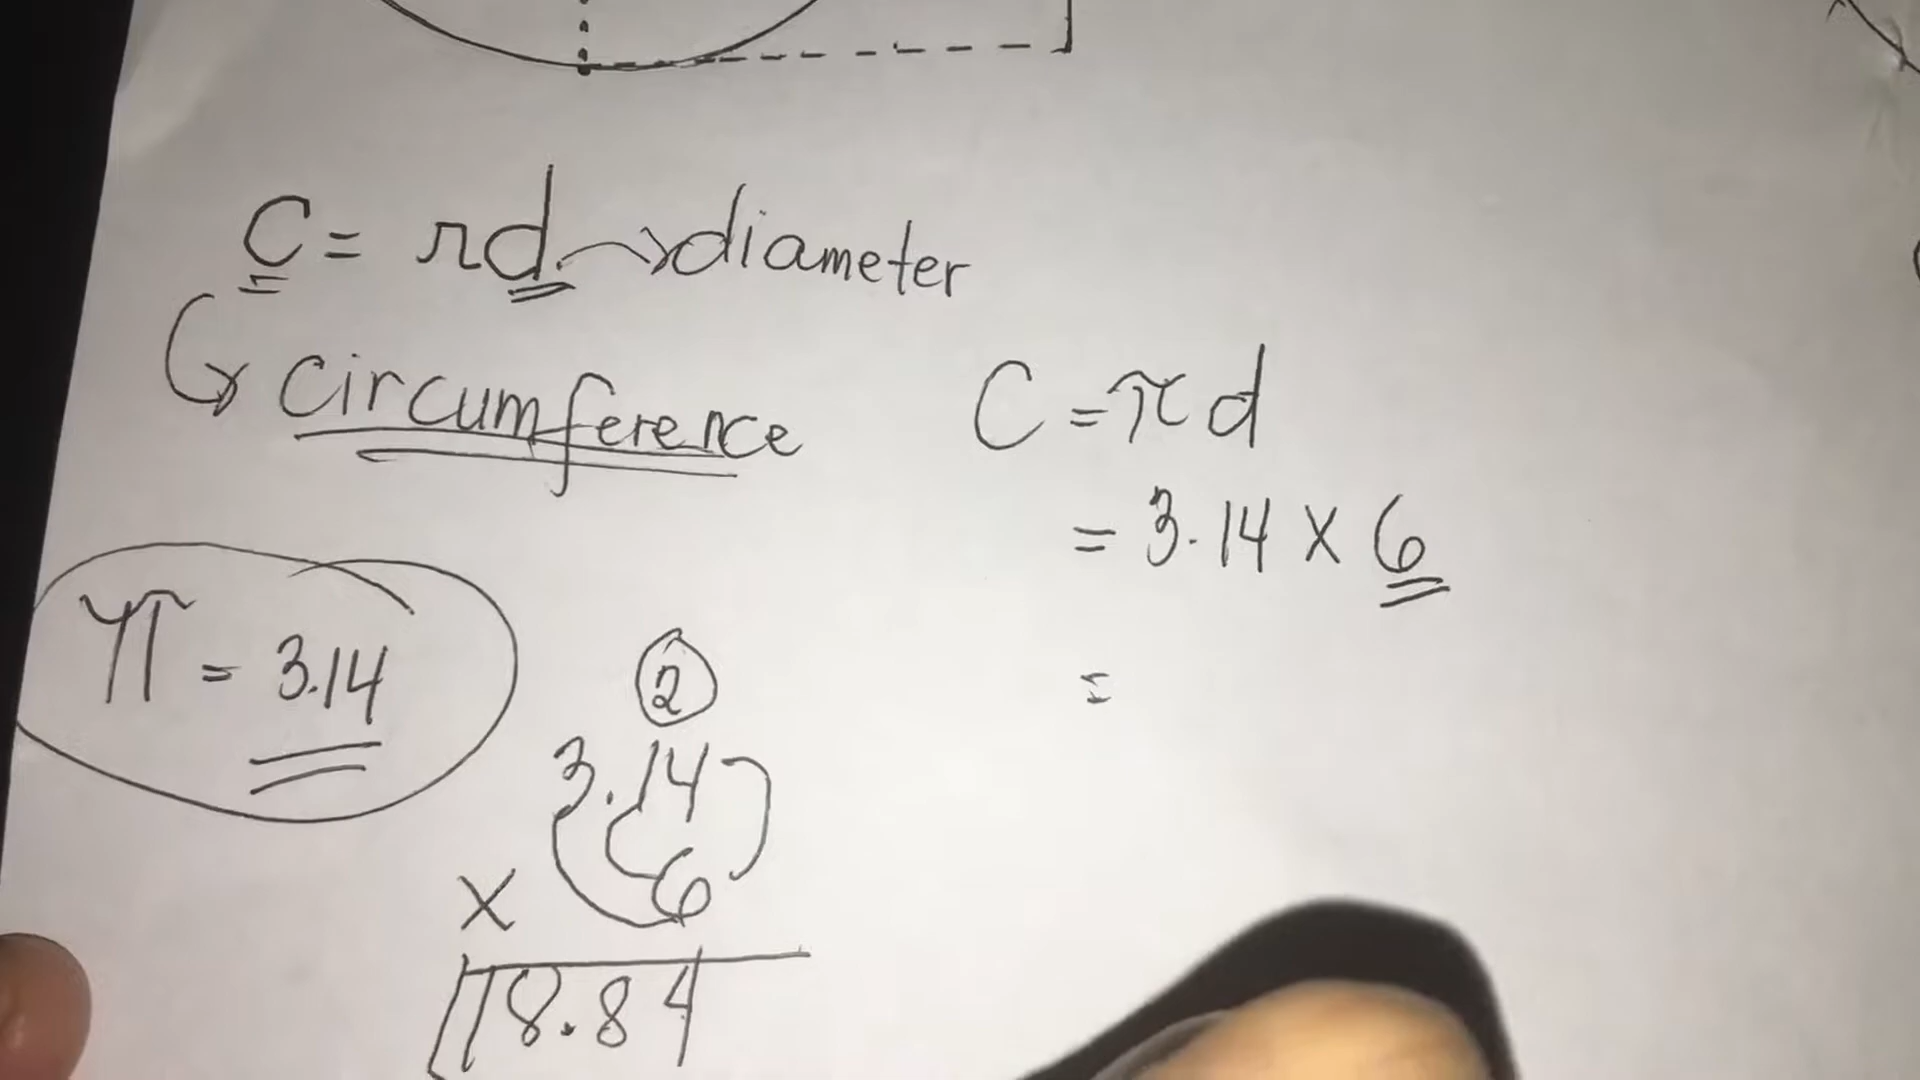 C = πd → diameter
↳ Circumference
C = πd
= 3.14 × 6
=
π = 3.14
2
3.14
× 6
18.84